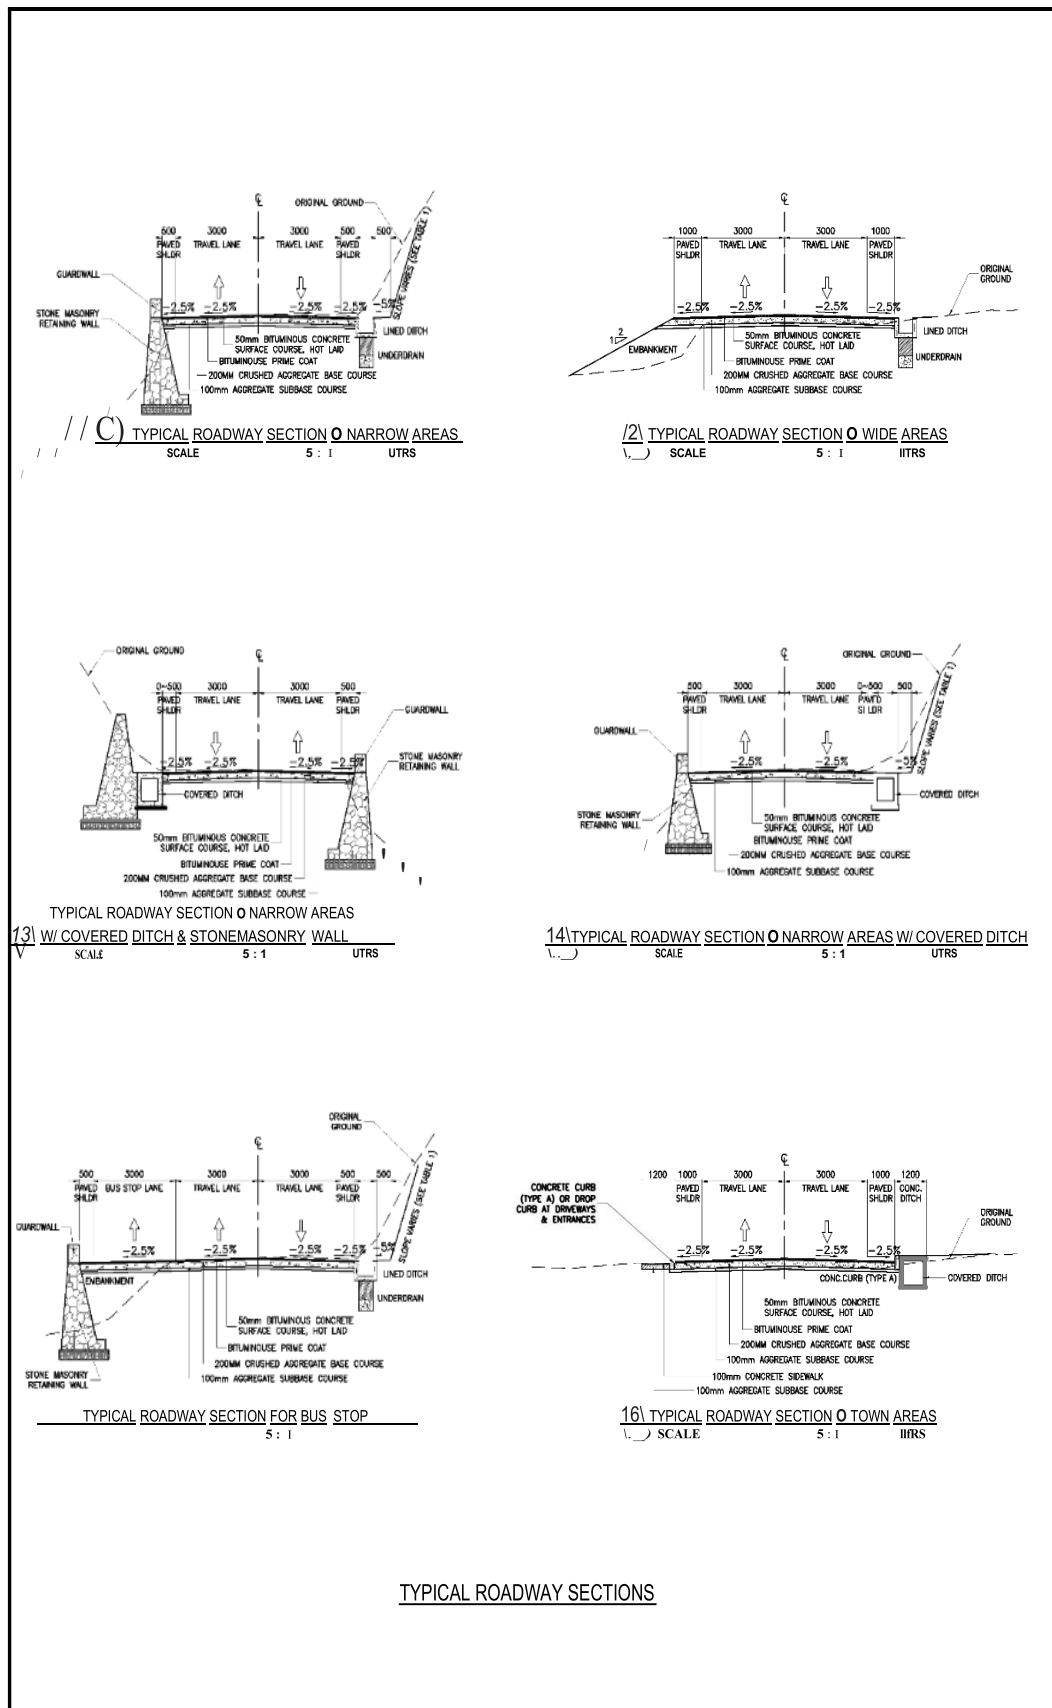 ℄
ORIGINAL GROUND
500 3000 3000 500 500
PAVED SHLDR TRAVEL LANE TRAVEL LANE PAVED SHLDR
SLOPE VARIES (SEE TABLE 1)
GUARDWALL
-2.5% -2.5% -2.5% -2.5% -5%
STONE MASONRY
RETAINING WALL
LINED DITCH
50mm BITUMINOUS CONCRETE
SURFACE COURSE, HOT LAID
UNDERDRAIN
BITUMINOUSE PRIME COAT
200MM CRUSHED AGGREGATE BASE COURSE
100mm AGGREGATE SUBBASE COURSE
/ / C) TYPICAL ROADWAY SECTION O NARROW AREAS
/ / SCALE 5 : I UTRS
/
℄
1000 3000 3000 1000
PAVED SHLDR TRAVEL LANE TRAVEL LANE PAVED SHLDR
ORIGINAL
GROUND
-2.5% -2.5% -2.5% -2.5%
2
1
EMBANKMENT
LINED DITCH
50mm BITUMINOUS CONCRETE
SURFACE COURSE, HOT LAID
UNDERDRAIN
BITUMINOUSE PRIME COAT
200MM CRUSHED AGGREGATE BASE COURSE
100mm AGGREGATE SUBBASE COURSE
/2\ TYPICAL ROADWAY SECTION O WIDE AREAS
\._) SCALE 5 : I llTRS
ORIGINAL GROUND
℄
0~500 3000 3000 500
PAVED SHLDR TRAVEL LANE TRAVEL LANE PAVED SHLDR
GUARDWALL
-2.5% -2.5% -2.5% -2.5%
STONE MASONRY
RETAINING WALL
COVERED DITCH
50mm BITUMINOUS CONCRETE
SURFACE COURSE, HOT LAID
BITUMINOUSE PRIME COAT
200MM CRUSHED AGGREGATE BASE COURSE
100mm AGGREGATE SUBBASE COURSE
TYPICAL ROADWAY SECTION O NARROW AREAS
13\ W/ COVERED DITCH & STONEMASONRY WALL
V SCAl.£ 5 : 1 UTRS
℄
ORIGINAL GROUND
500 3000 3000 0~500 500
PAVED SHLDR TRAVEL LANE TRAVEL LANE PAVED SI LDR
SLOPE VARIES (SEE TABLE 1)
GUARDWALL
-2.5% -2.5% -2.5% -5%
COVERED DITCH
STONE MASONRY
RETAINING WALL
50mm BITUMINOUS CONCRETE
SURFACE COURSE, HOT LAID
BITUMINOUSE PRIME COAT
200MM CRUSHED AGGREGATE BASE COURSE
100mm AGGREGATE SUBBASE COURSE
14\TYPICAL ROADWAY SECTION O NARROW AREAS W/ COVERED DITCH
\.._) SCAl.E 5 : 1 UTRS
ORIGINAL
GROUND
℄
500 3000 3000 3000 500 500
PAVED SHLDR BUS STOP LANE TRAVEL LANE TRAVEL LANE PAVED SHLDR
SLOPE VARIES (SEE TABLE 1)
GUARDWALL
-2.5% -2.5% -2.5% -2.5% -5%
EMBANKMENT
LINED DITCH
UNDERDRAIN
50mm BITUMINOUS CONCRETE
SURFACE COURSE, HOT LAID
BITUMINOUSE PRIME COAT
200MM CRUSHED AGGREGATE BASE COURSE
STONE MASONRY
RETAINING WALL
100mm AGGREGATE SUBBASE COURSE
TYPICAL ROADWAY SECTION FOR BUS STOP
5 : I
℄
1200 1000 3000 3000 1000 1200
PAVED SHLDR TRAVEL LANE TRAVEL LANE PAVED SHLDR CONC. DITCH
CONCRETE CURB
(TYPE A) OR DROP
CURB AT DRIVEWAYS
& ENTRANCES
ORIGINAL
GROUND
-2.5% -2.5% -2.5% -2.5%
CONC.CURB (TYPE A)
COVERED DITCH
50mm BITUMINOUS CONCRETE
SURFACE COURSE, HOT LAID
BITUMINOUSE PRIME COAT
200MM CRUSHED AGGREGATE BASE COURSE
100mm AGGREGATE SUBBASE COURSE
100mm CONCRETE SIDEWALK
100mm AGGREGATE SUBBASE COURSE
16\ TYPICAL ROADWAY SECTION O TOWN AREAS
\._) SCALE 5 : I llfRS
TYPICAL ROADWAY SECTIONS